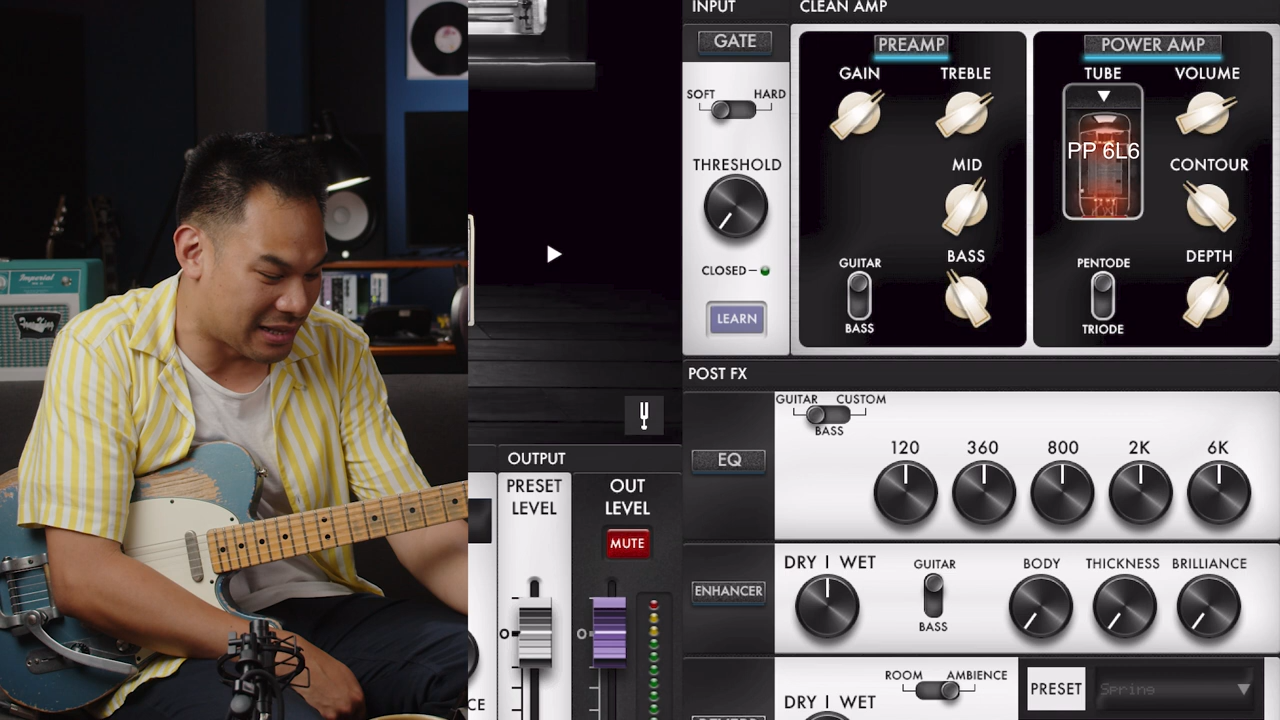 INPUT
CLEAN AMP
GATE
PREAMP
POWER AMP
GAIN
TREBLE
TUBE
VOLUME
SOFT
HARD
PP 6L6
THRESHOLD
MID
CONTOUR
CLOSED
GUITAR
BASS
PENTODE
DEPTH
LEARN
BASS
TRIODE
POST FX
GUITAR
CUSTOM
BASS
EQ
120
360
800
2K
6K
OUTPUT
PRESET
LEVEL
OUT
LEVEL
MUTE
DRY | WET
GUITAR
BODY
THICKNESS
BRILLIANCE
ENHANCER
BASS
ROOM
AMBIENCE
DRY | WET
PRESET
Spring
CE
Imperial